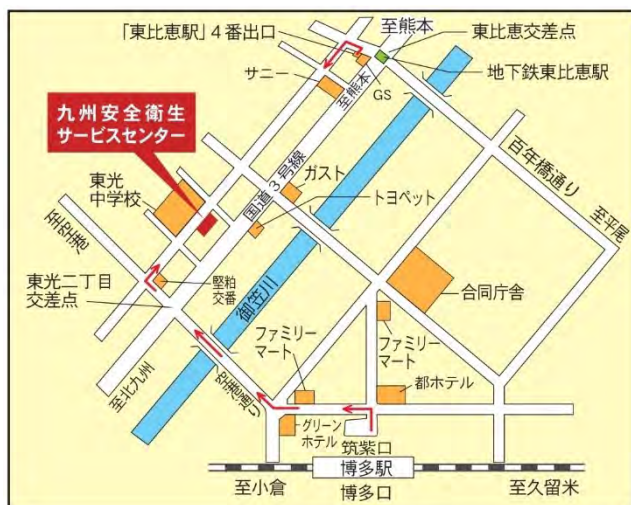 「東比恵駅」４番出口
至熊本
東比恵交差点
地下鉄東比恵駅
サニー
至熊本
GS
九州安全衛生
サービスセンター
百年橋通り
東光
中学校
国道３号線
ガスト
トヨペット
至平尾
至空港
堅粕
交番
東光二丁目
交差点
御笠川
合同庁舎
ファミリー
マート
ファミリー
マート
至北九州
空港通り
都ホテル
グリーン
ホテル
筑紫口
博多駅
至小倉
博多口
至久留米